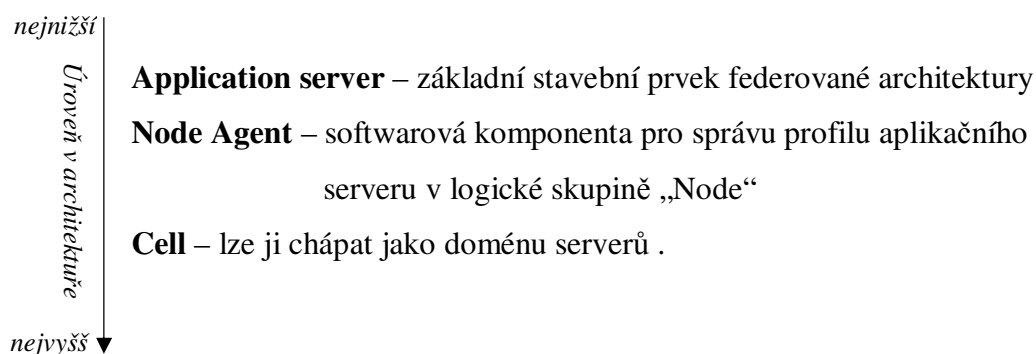 nejnižší
Úroveň v architektuře
Application server – základní stavební prvek federované architektury
Node Agent – softwarová komponenta pro správu profilu aplikačního
serveru v logické skupině „Node“
Cell – lze ji chápat jako doménu serverů .
nejvyšš